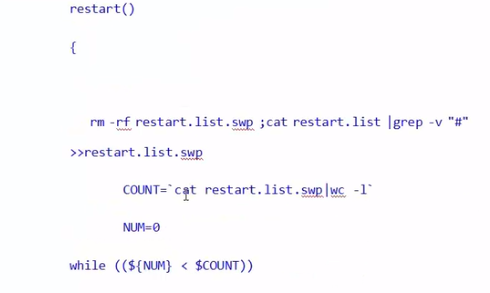 restart()
{
rm -rf restart.list.swp ;cat restart.list |grep -v "#"
>>restart.list.swp
COUNT=`cat restart.list.swp|wc -l`
NUM=0
while ((${NUM} < $COUNT))